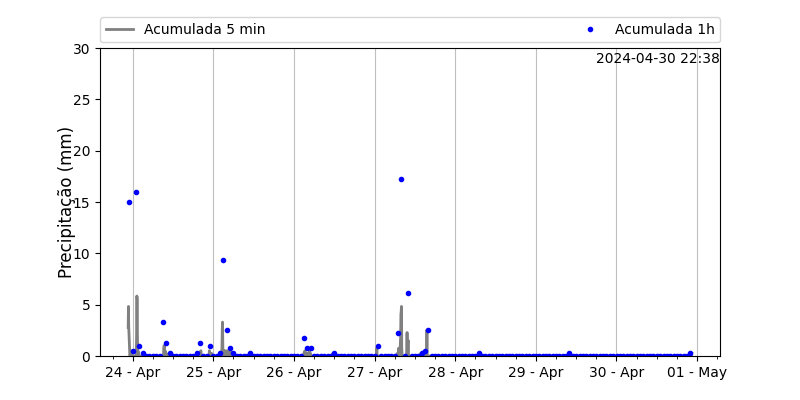 Acumulada 5 min
Acumulada 1h
2024-04-30 22:38
Precipitação (mm)
30
25
20
15
10
5
0
24 - Apr
25 - Apr
26 - Apr
27 - Apr
28 - Apr
29 - Apr
30 - Apr
01 - May